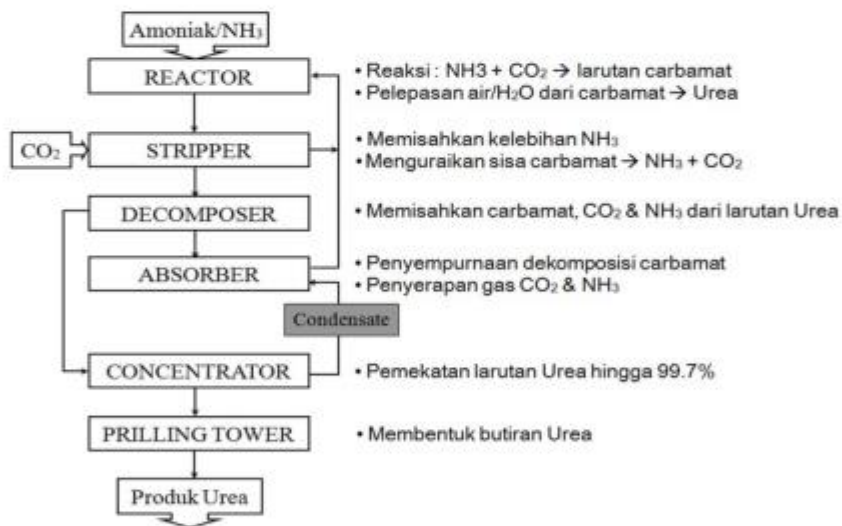 Amoniak/NH₃
REACTOR
• Reaksi : NH3 + CO₂ → larutan carbamat
• Pelepasan air/H₂O dari carbamat → Urea
CO₂
STRIPPER
• Memisahkan kelebihan NH₃
• Menguraikan sisa carbamat → NH₃ + CO₂
DECOMPOSER
• Memisahkan carbamat, CO₂ & NH₃ dari larutan Urea
ABSORBER
• Penyempurnaan dekomposisi carbamat
• Penyerapan gas CO₂ & NH₃
Condensate
CONCENTRATOR
• Pemekatan larutan Urea hingga 99.7%
PRILLING TOWER
• Membentuk butiran Urea
Produk Urea